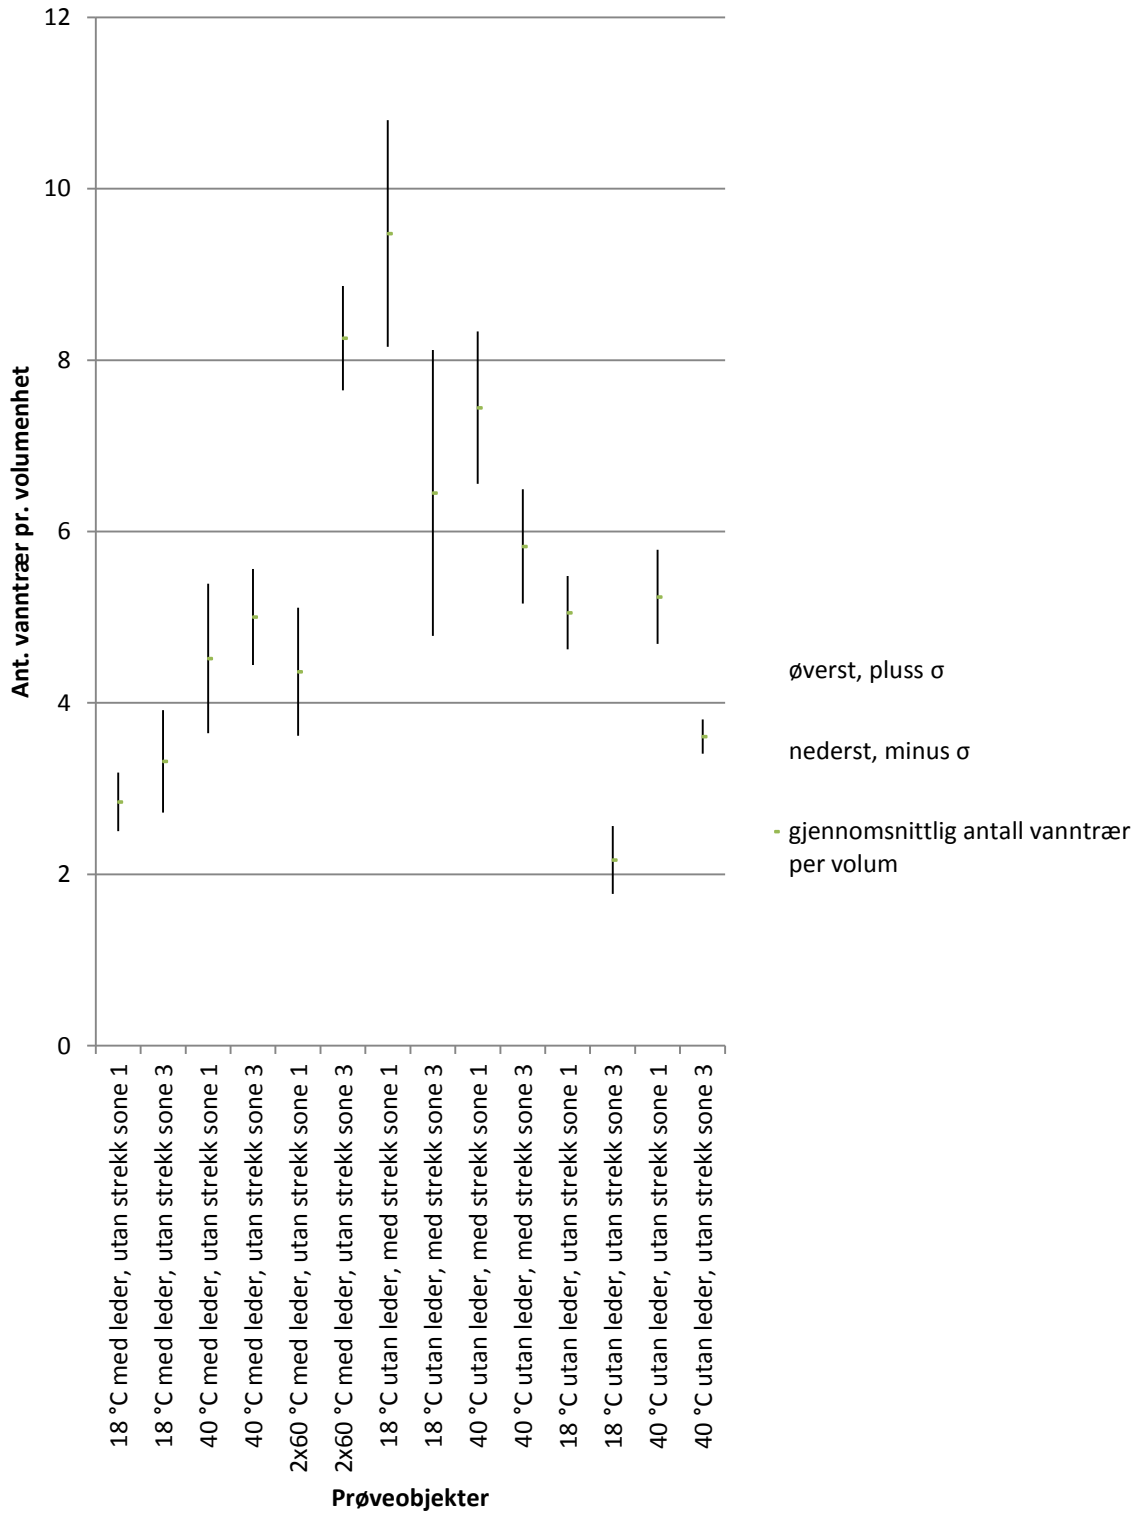 12
10
8
6
4
2
0
Ant. vanntrær pr. volumenhet
18 °C med leder, utan strekk sone 1
18 °C med leder, utan strekk sone 3
40 °C med leder, utan strekk sone 1
40 °C med leder, utan strekk sone 3
2x60 °C med leder, utan strekk sone 1
2x60 °C med leder, utan strekk sone 3
18 °C utan leder, med strekk sone 1
18 °C utan leder, med strekk sone 3
40 °C utan leder, med strekk sone 1
40 °C utan leder, med strekk sone 3
18 °C utan leder, utan strekk sone 1
18 °C utan leder, utan strekk sone 3
40 °C utan leder, utan strekk sone 1
40 °C utan leder, utan strekk sone 3
Prøveobjekter
øverst, pluss σ
nederst, minus σ
gjennomsnittlig antall vanntrær
per volum